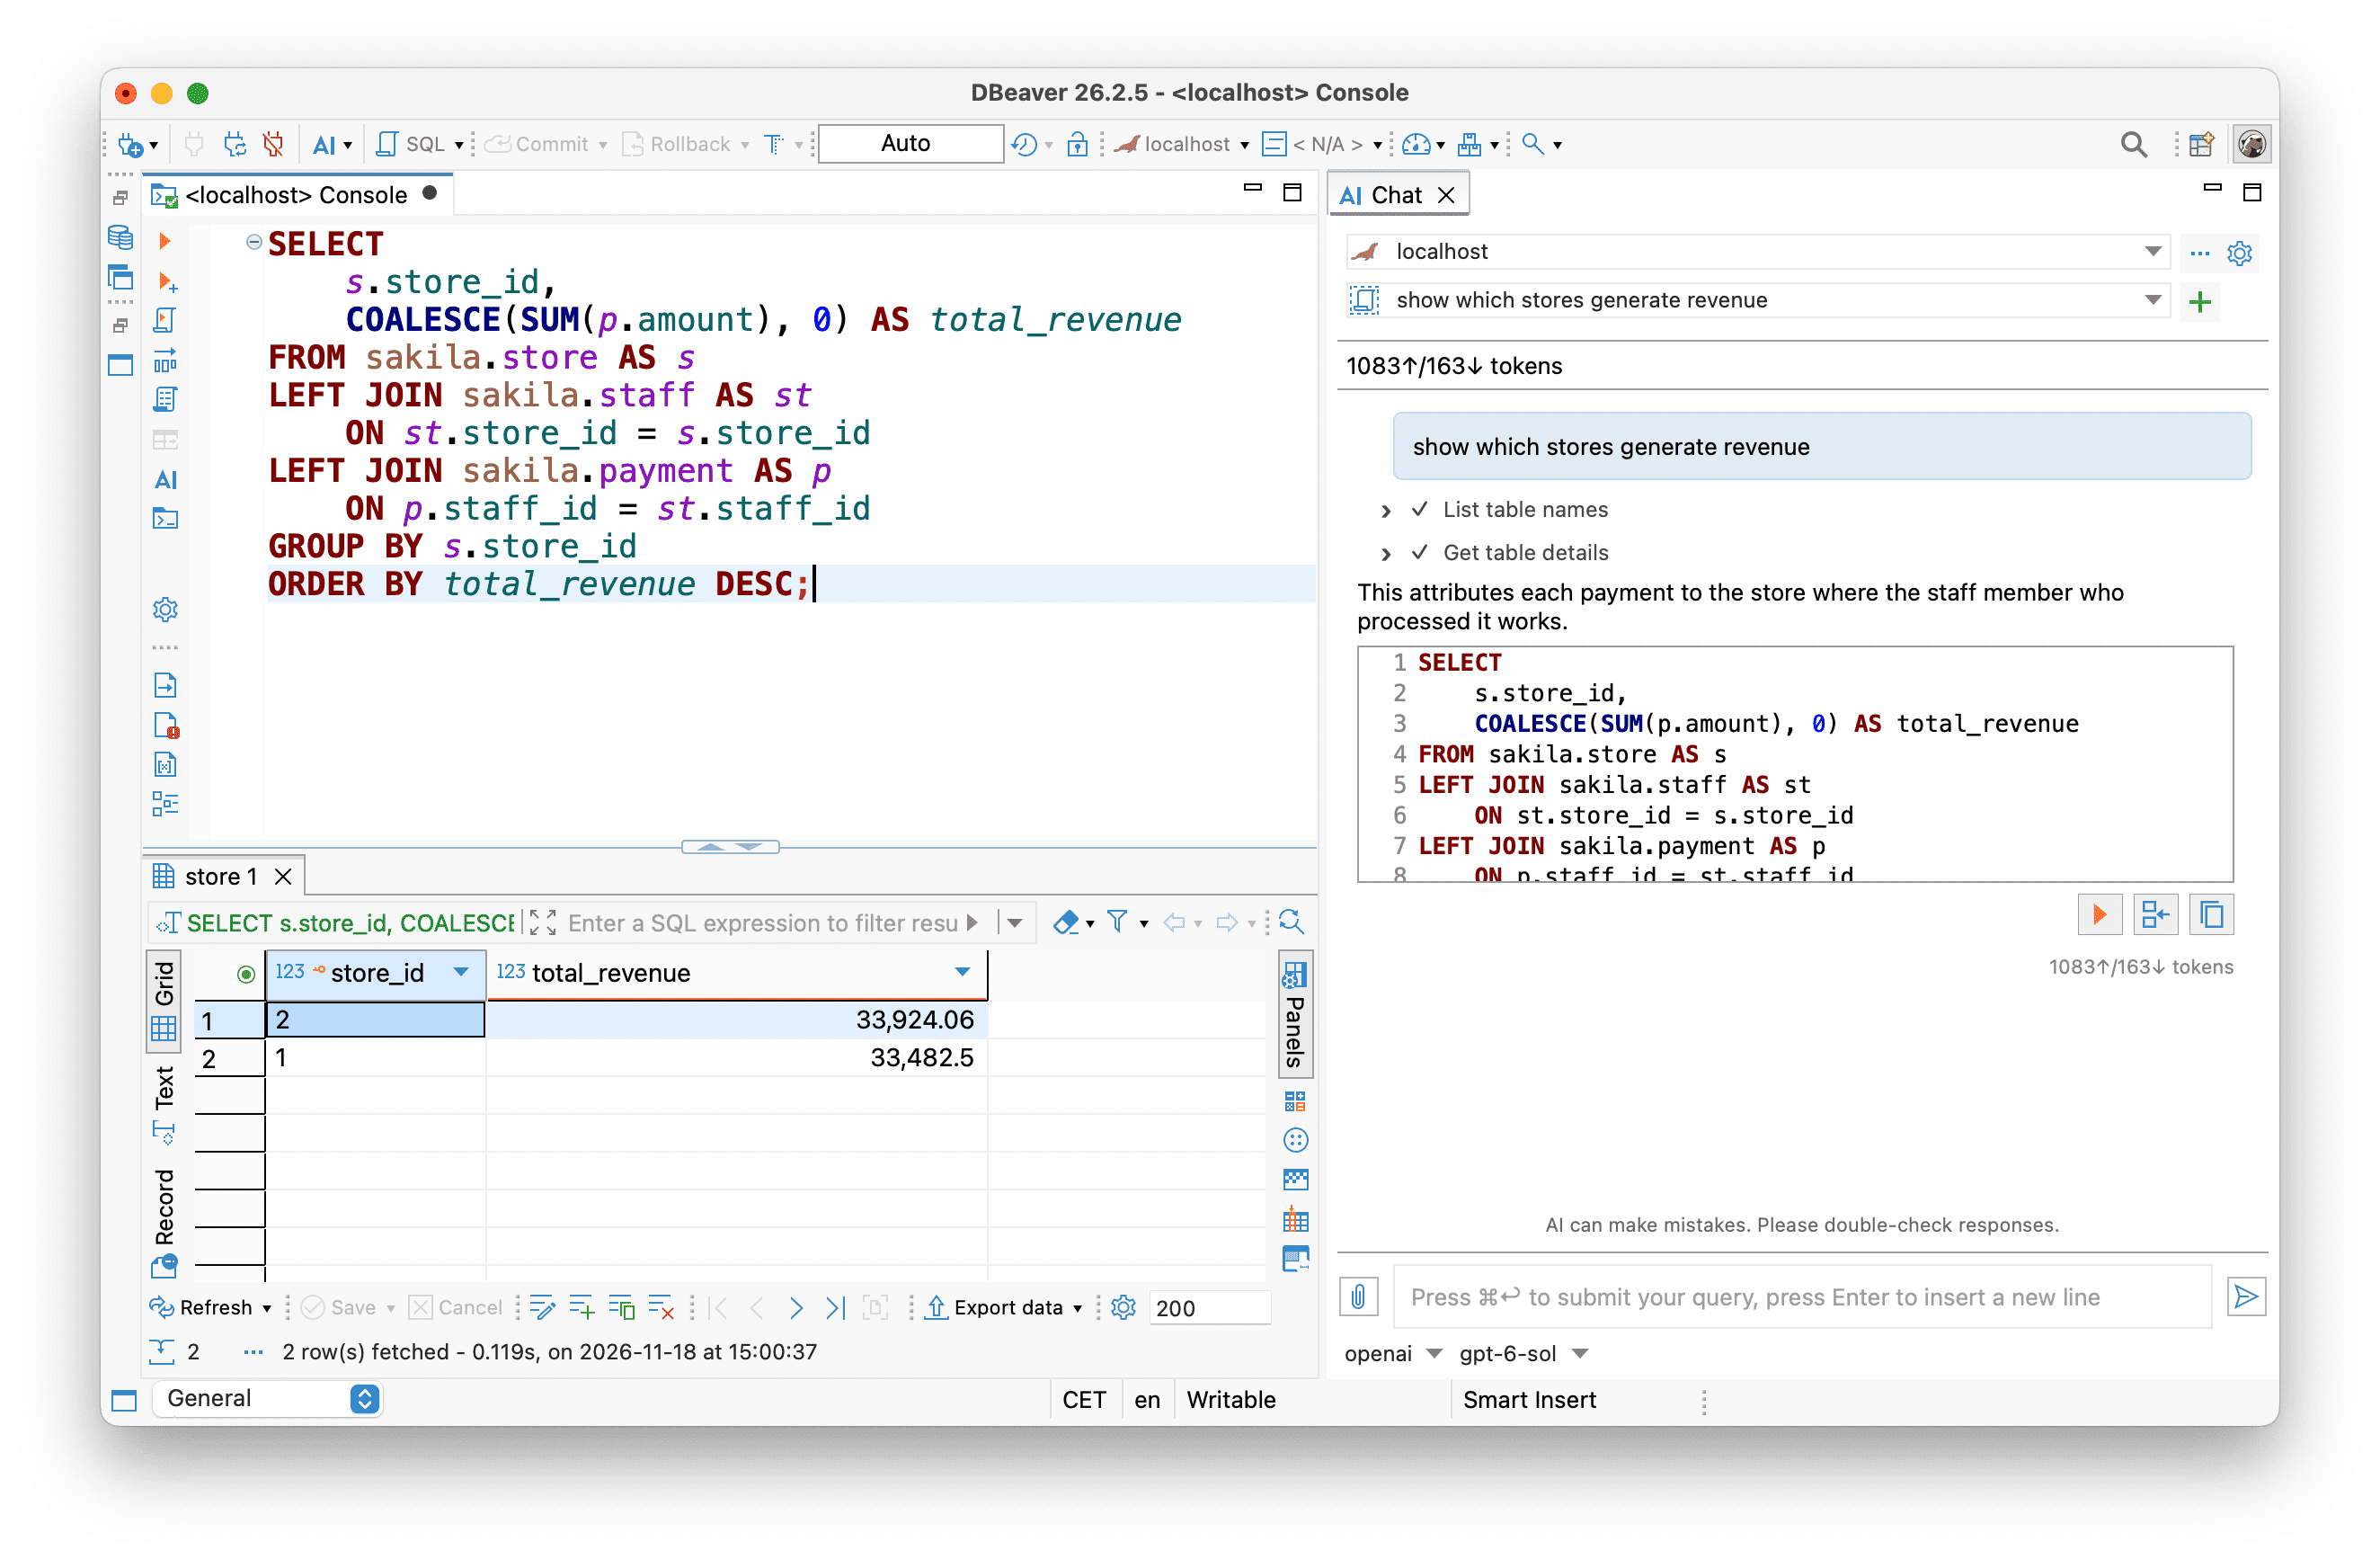 DBeaver 26.2.5 - <localhost> Console
AI
SQL
Commit
Rollback
Auto
localhost
< N/A >
<localhost> Console
SELECT
s.store_id,
COALESCE(SUM(p.amount), 0) AS total_revenue
FROM sakila.store AS s
LEFT JOIN sakila.staff AS st
ON st.store_id = s.store_id
LEFT JOIN sakila.payment AS p
ON p.staff_id = st.staff_id
GROUP BY s.store_id
ORDER BY total_revenue DESC;
AI
store 1
SELECT s.store_id, COALESCE
Enter a SQL expression to filter resu
Grid
Text
Record
123 store_id
123 total_revenue
1 2 33,924.06
2 1 33,482.5
Panels
Refresh
Save
Cancel
Export data
200
2
2 row(s) fetched - 0.119s, on 2026-11-18 at 15:00:37
AI Chat
localhost
show which stores generate revenue
1083↑/163↓ tokens
show which stores generate revenue
List table names
Get table details
This attributes each payment to the store where the staff member who
processed it works.
1 SELECT
2 s.store_id,
3 COALESCE(SUM(p.amount), 0) AS total_revenue
4 FROM sakila.store AS s
5 LEFT JOIN sakila.staff AS st
6 ON st.store_id = s.store_id
7 LEFT JOIN sakila.payment AS p
8 ON p.staff_id = st.staff_id
1083↑/163↓ tokens
AI can make mistakes. Please double-check responses.
Press ⌘↩ to submit your query, press Enter to insert a new line
openai
gpt-6-sol
General
CET
en
Writable
Smart Insert